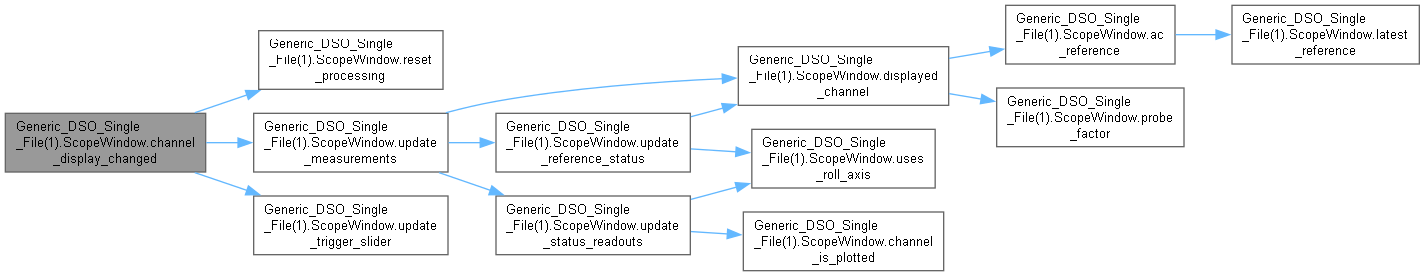 Generic_DSO_Single
_File(1).ScopeWindow.channel
_display_changed
Generic_DSO_Single
_File(1).ScopeWindow.reset
_processing
Generic_DSO_Single
_File(1).ScopeWindow.update
_measurements
Generic_DSO_Single
_File(1).ScopeWindow.update
_trigger_slider
Generic_DSO_Single
_File(1).ScopeWindow.update
_reference_status
Generic_DSO_Single
_File(1).ScopeWindow.update
_status_readouts
Generic_DSO_Single
_File(1).ScopeWindow.displayed
_channel
Generic_DSO_Single
_File(1).ScopeWindow.uses
_roll_axis
Generic_DSO_Single
_File(1).ScopeWindow.channel
_is_plotted
Generic_DSO_Single
_File(1).ScopeWindow.ac
_reference
Generic_DSO_Single
_File(1).ScopeWindow.probe
_factor
Generic_DSO_Single
_File(1).ScopeWindow.latest
_reference